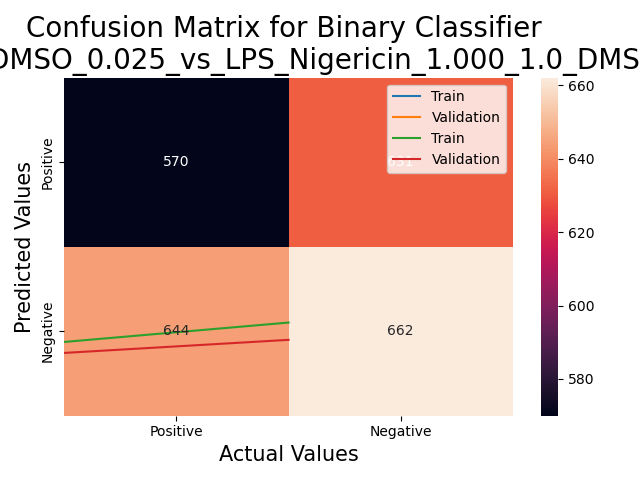 Confusion Matrix for Binary Classifier
DMSO_0.025_vs_LPS_Nigericin_1.000_1.0_DMS
Train
Validation
Train
Validation
570
644
662
Positive
Negative
Predicted Values
Positive
Negative
Actual Values
660
640
620
600
580